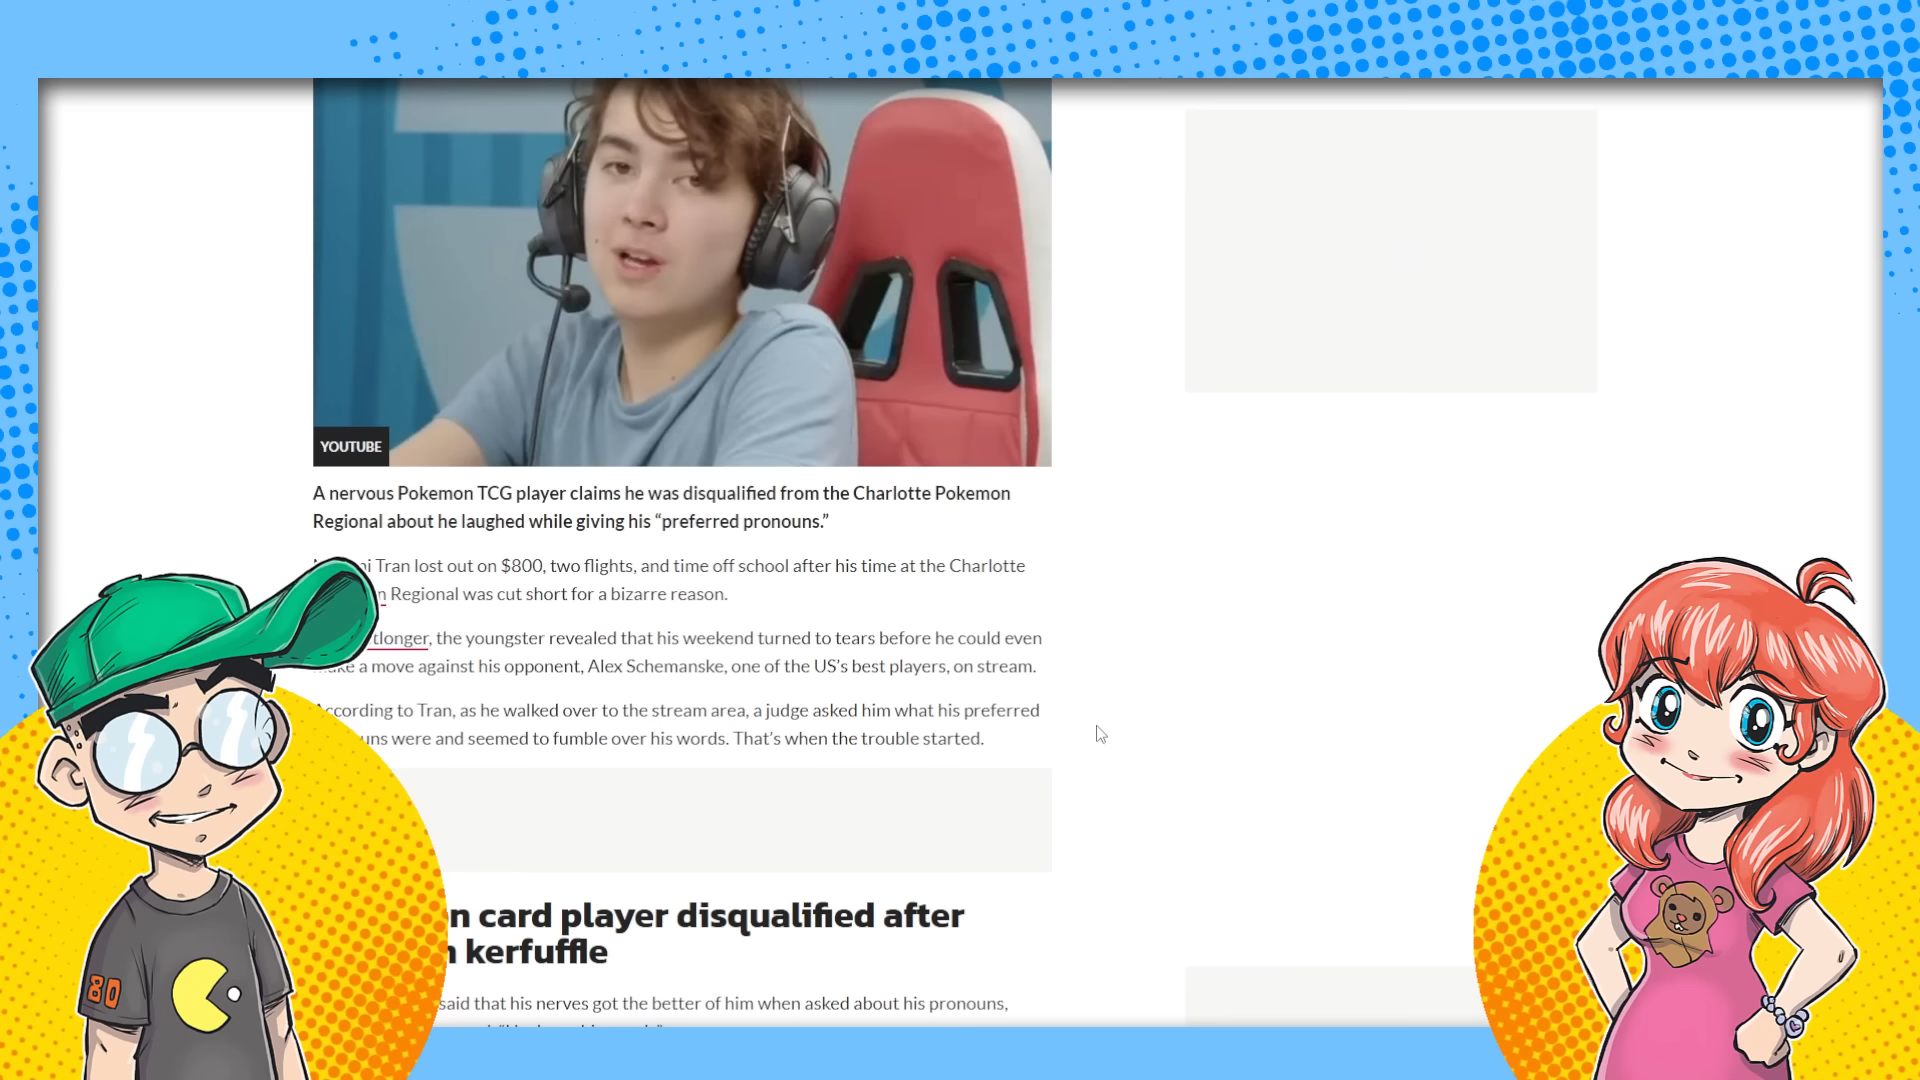 YOUTUBE
A nervous Pokemon TCG player claims he was disqualified from the Charlotte Pokemon
Regional about he laughed while giving his “preferred pronouns.”
Tran lost out on $800, two flights, and time off school after his time at the Charlotte
Regional was cut short for a bizarre reason.
tlonger, the youngster revealed that his weekend turned to tears before he could even
a move against his opponent, Alex Schemanske, one of the US’s best players, on stream.
According to Tran, as he walked over to the stream area, a judge asked him what his preferred
uns were and seemed to fumble over his words. That’s when the trouble started.
n card player disqualified after
kerfuffle
said that his nerves got the better of him when asked about his pronouns,
80